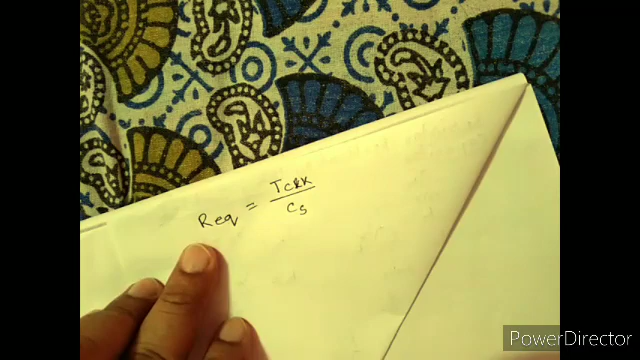 Req = Tclk / Cs
PowerDirector